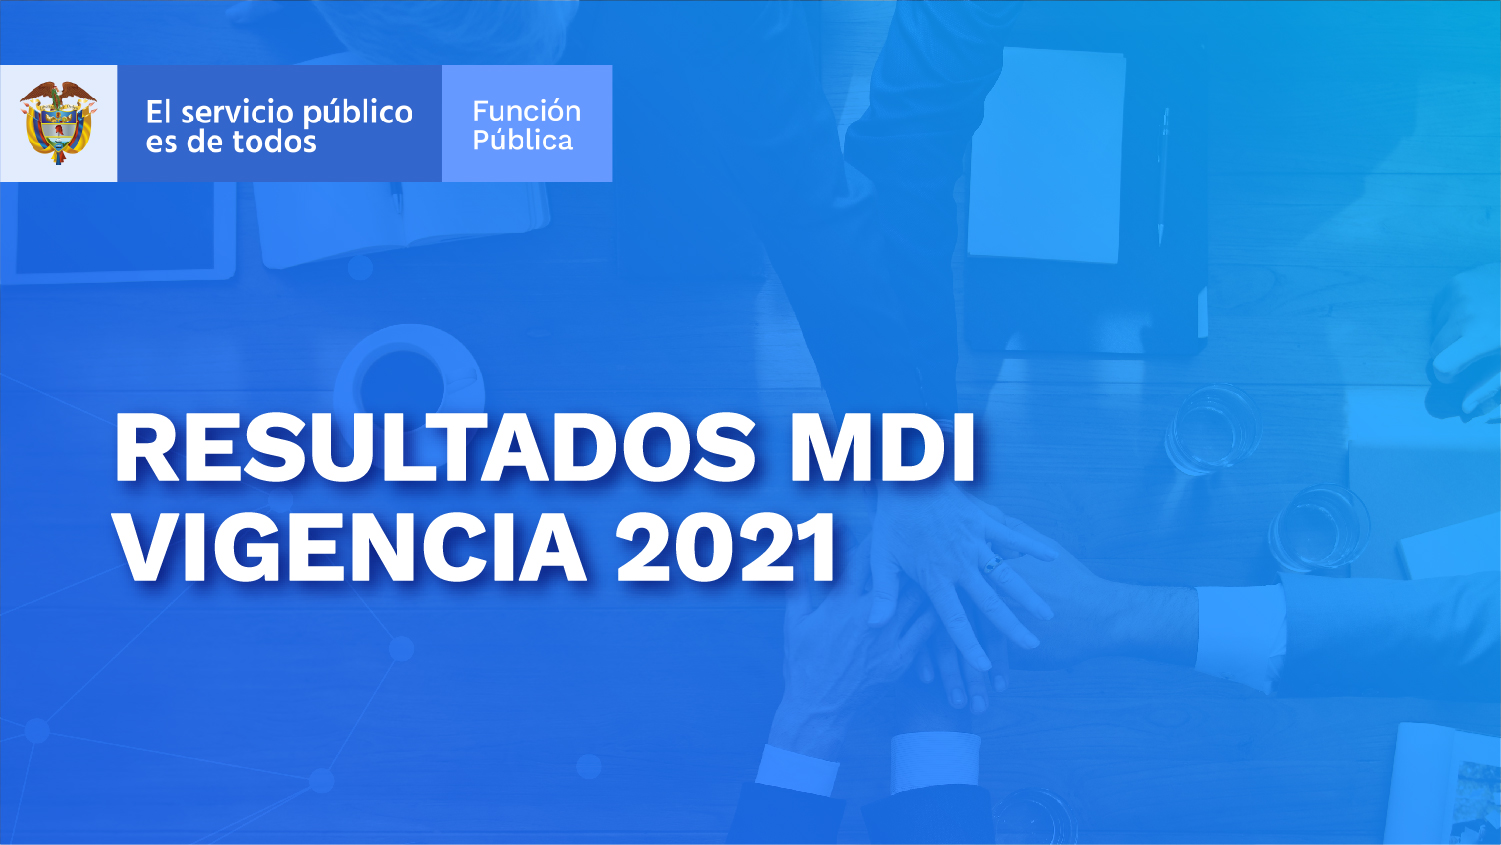 El servicio público
es de todos
Función
Pública
RESULTADOS MDI
VIGENCIA 2021